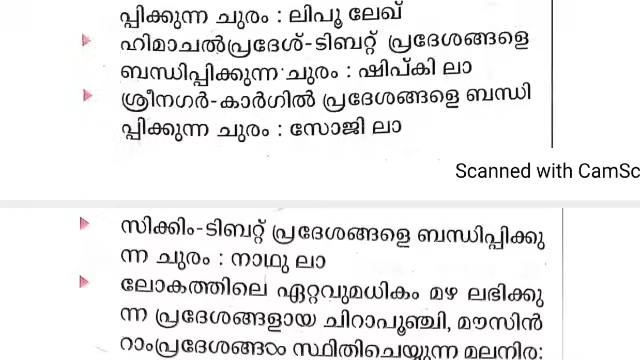 പ്പിക്കുന്ന ചുരം : ലിപൂ ലേഖ്
ഹിമാചൽപ്രദേശ്-ടിബറ്റ് പ്രദേശങ്ങളെ
ബന്ധിപ്പിക്കുന്ന ചുരം : ഷിപ്കി ലാ
ശ്രീനഗർ-കാർഗിൽ പ്രദേശങ്ങളെ ബന്ധി
പ്പിക്കുന്ന ചുരം : സോജി ലാ
Scanned with CamSc
സിക്കിം-ടിബറ്റ് പ്രദേശങ്ങളെ ബന്ധിപ്പിക്കു
ന്ന ചുരം : നാഥു ലാ
ലോകത്തിലെ ഏറ്റവുമധികം മഴ ലഭിക്കു
ന്ന പ്രദേശങ്ങളായ ചിറാപൂഞ്ചി, മൗസിൻ
റാംപ്രദേശങ്ങൾ സ്ഥിതിചെയ്യുന്ന മലനിര: